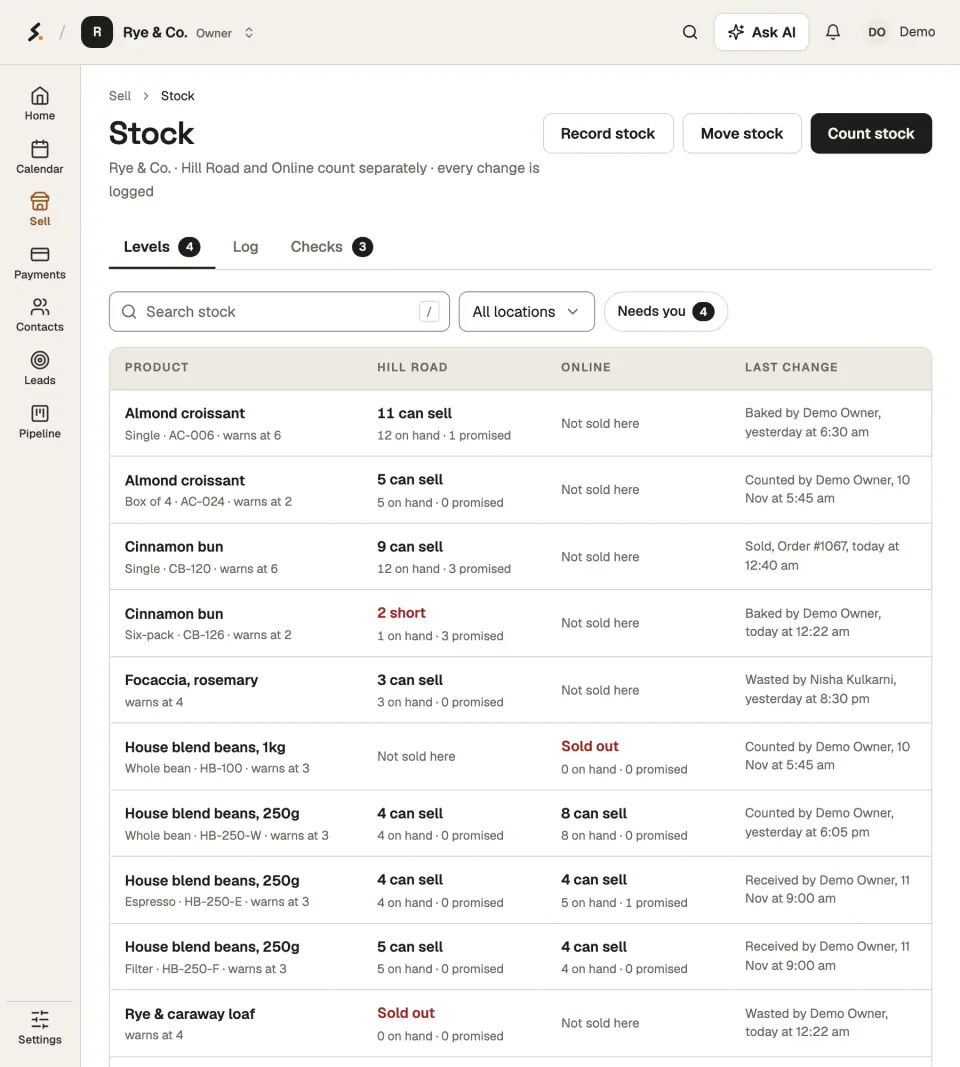 /
R
Rye & Co. Owner
Ask AI
DO
Demo
Home
Calendar
Sell
Payments
Contacts
Leads
Pipeline
Settings
Sell > Stock
Stock
Rye & Co. · Hill Road and Online count separately · every change is
logged
Record stock
Move stock
Count stock
Levels 4
Log
Checks 3
Search stock /
All locations
Needs you 4
PRODUCT HILL ROAD ONLINE LAST CHANGE
Almond croissant
Single · AC-006 · warns at 6
11 can sell
12 on hand · 1 promised
Not sold here
Baked by Demo Owner,
yesterday at 6:30 am
Almond croissant
Box of 4 · AC-024 · warns at 2
5 can sell
5 on hand · 0 promised
Not sold here
Counted by Demo Owner, 10
Nov at 5:45 am
Cinnamon bun
Single · CB-120 · warns at 6
9 can sell
12 on hand · 3 promised
Not sold here
Sold, Order #1067, today at
12:40 am
Cinnamon bun
Six-pack · CB-126 · warns at 2
2 short
1 on hand · 3 promised
Not sold here
Baked by Demo Owner,
today at 12:22 am
Focaccia, rosemary
warns at 4
3 can sell
3 on hand · 0 promised
Not sold here
Wasted by Nisha Kulkarni,
yesterday at 8:30 pm
House blend beans, 1kg
Whole bean · HB-100 · warns at 3
Not sold here
Sold out
0 on hand · 0 promised
Counted by Demo Owner, 10
Nov at 5:45 am
House blend beans, 250g
Whole bean · HB-250-W · warns at 3
4 can sell
4 on hand · 0 promised
8 can sell
8 on hand · 0 promised
Counted by Demo Owner,
yesterday at 6:05 pm
House blend beans, 250g
Espresso · HB-250-E · warns at 3
4 can sell
4 on hand · 0 promised
4 can sell
5 on hand · 1 promised
Received by Demo Owner, 11
Nov at 9:00 am
House blend beans, 250g
Filter · HB-250-F · warns at 3
5 can sell
5 on hand · 0 promised
4 can sell
4 on hand · 0 promised
Received by Demo Owner, 11
Nov at 9:00 am
Rye & caraway loaf
warns at 4
Sold out
0 on hand · 0 promised
Not sold here
Wasted by Demo Owner,
today at 12:22 am